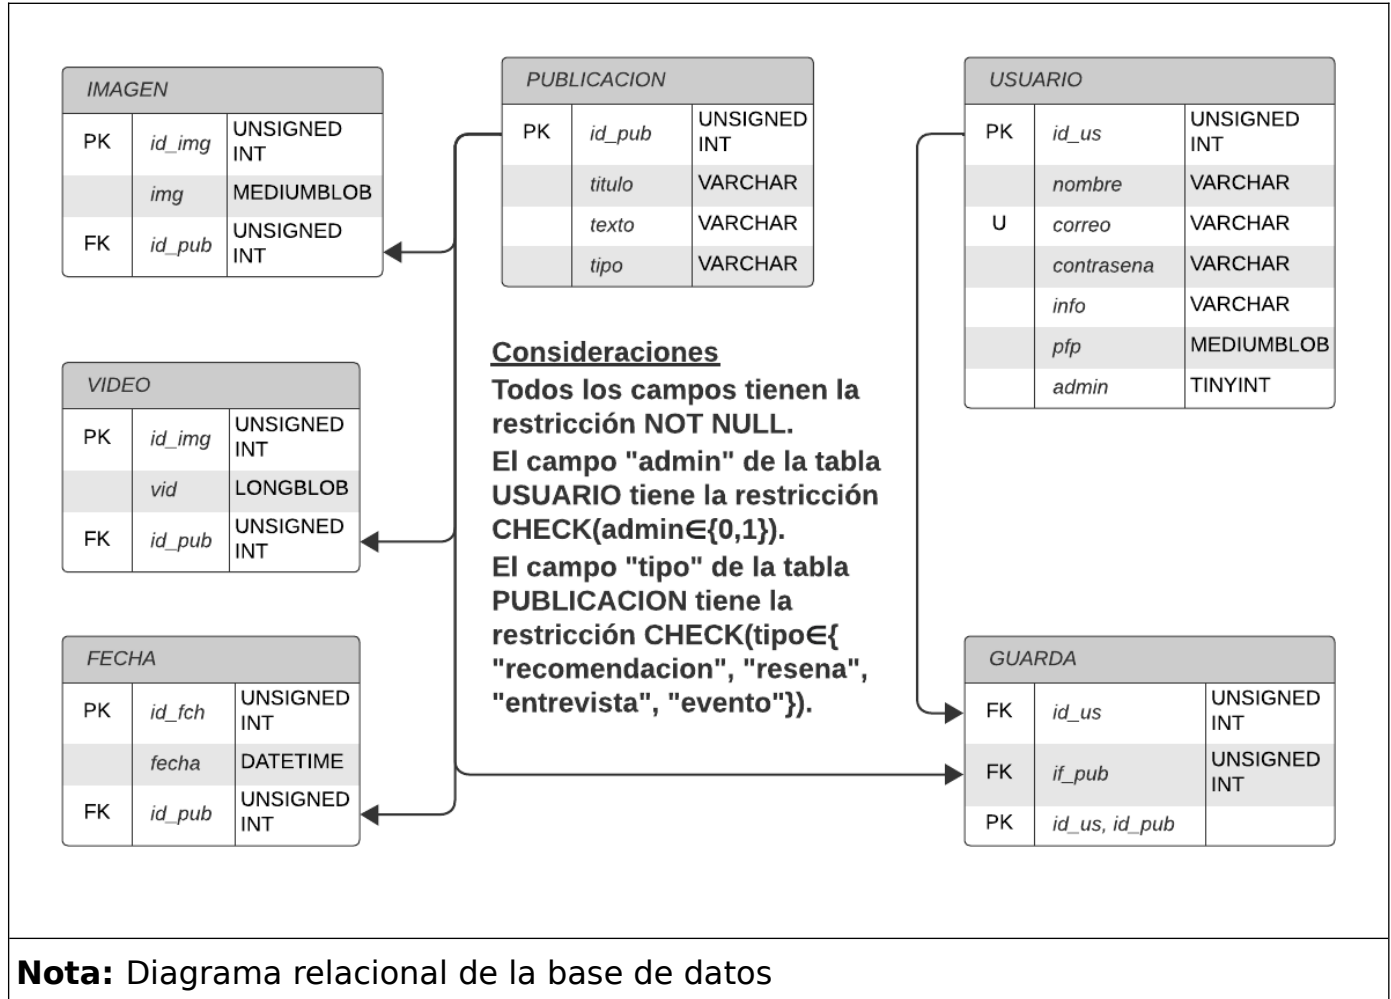 IMAGEN
PK id_img UNSIGNED INT
img MEDIUMBLOB
FK id_pub UNSIGNED INT
VIDEO
PK id_img UNSIGNED INT
vid LONGBLOB
FK id_pub UNSIGNED INT
FECHA
PK id_fch UNSIGNED INT
fecha DATETIME
FK id_pub UNSIGNED INT
PUBLICACION
PK id_pub UNSIGNED INT
titulo VARCHAR
texto VARCHAR
tipo VARCHAR
Consideraciones
Todos los campos tienen la
restricción NOT NULL.
El campo "admin" de la tabla
USUARIO tiene la restricción
CHECK(admin∈{0,1}).
El campo "tipo" de la tabla
PUBLICACION tiene la
restricción CHECK(tipo∈{
"recomendacion", "resena",
"entrevista", "evento"}).
USUARIO
PK id_us UNSIGNED INT
nombre VARCHAR
U correo VARCHAR
contrasena VARCHAR
info VARCHAR
pfp MEDIUMBLOB
admin TINYINT
GUARDA
FK id_us UNSIGNED INT
FK if_pub UNSIGNED INT
PK id_us, id_pub
Nota: Diagrama relacional de la base de datos